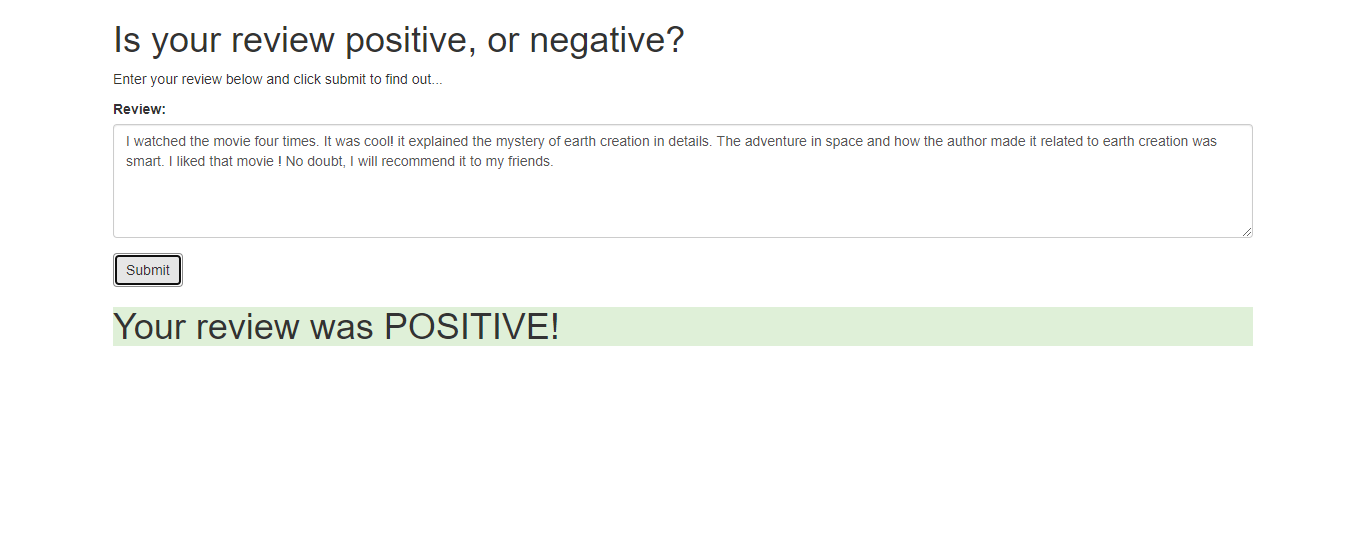 Is your review positive, or negative?
Enter your review below and click submit to find out...
Review:
I watched the movie four times. It was cool! it explained the mystery of earth creation in details. The adventure in space and how the author made it related to earth creation was
smart. I liked that movie ! No doubt, I will recommend it to my friends.
Submit
Your review was POSITIVE!